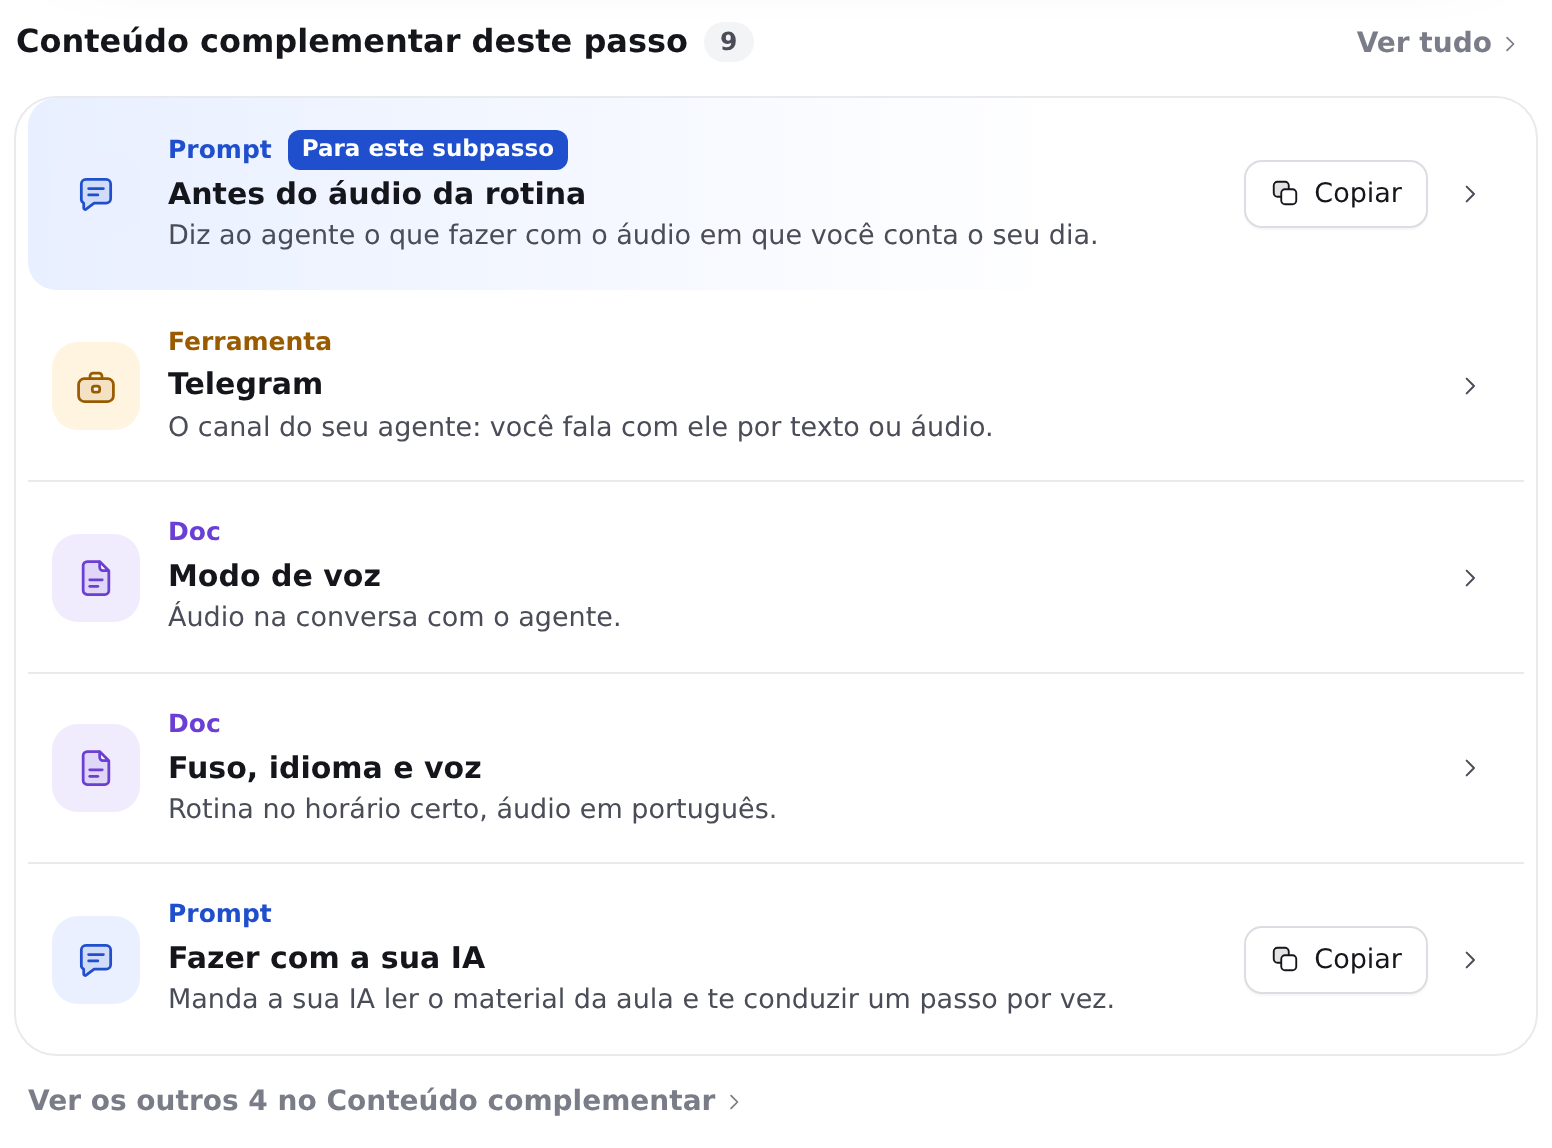 Conteúdo complementar deste passo 9
Ver tudo
Prompt Para este subpasso
Antes do áudio da rotina
Diz ao agente o que fazer com o áudio em que você conta o seu dia.
Copiar
Ferramenta
Telegram
O canal do seu agente: você fala com ele por texto ou áudio.
Doc
Modo de voz
Áudio na conversa com o agente.
Doc
Fuso, idioma e voz
Rotina no horário certo, áudio em português.
Prompt
Fazer com a sua IA
Manda a sua IA ler o material da aula e te conduzir um passo por vez.
Copiar
Ver os outros 4 no Conteúdo complementar